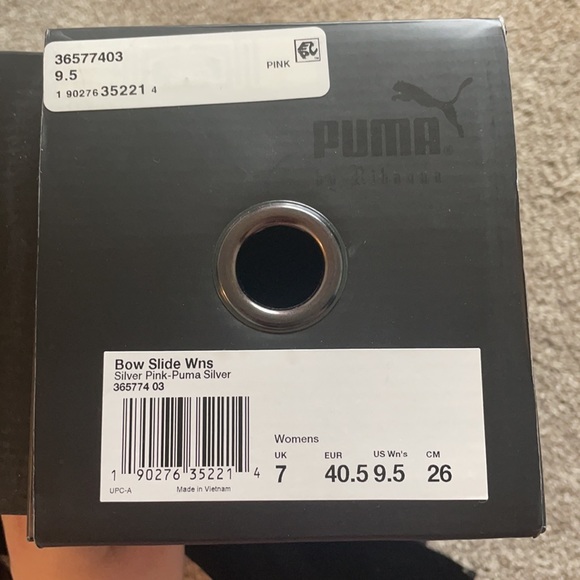 36577403
9.5
PINK
1 90276 35221 4
PUMA®
by Rihanna
Bow Slide Wns
Silver Pink-Puma Silver
365774 03
1 90276 35221 4
UPC-A Made in Vietnam
Womens
UK EUR US Wn's CM
7 40.5 9.5 26